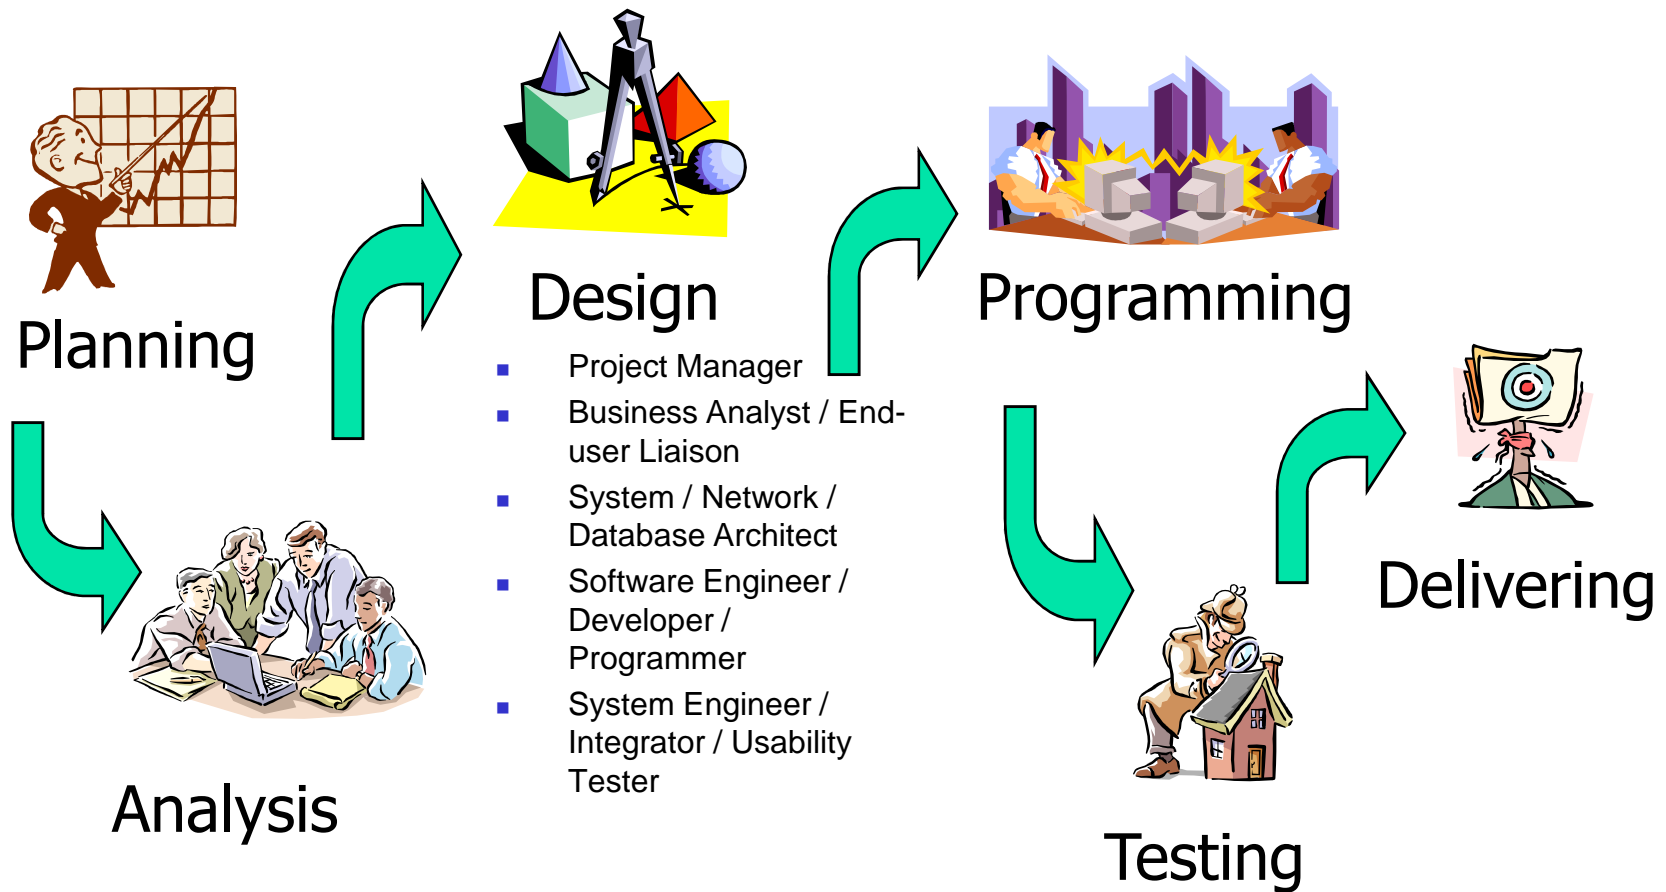 Planning
Analysis
Design
Project Manager
Business Analyst / End-
user Liaison
System / Network /
Database Architect
Software Engineer /
Developer /
Programmer
System Engineer /
Integrator / Usability
Tester
Programming
Testing
Delivering